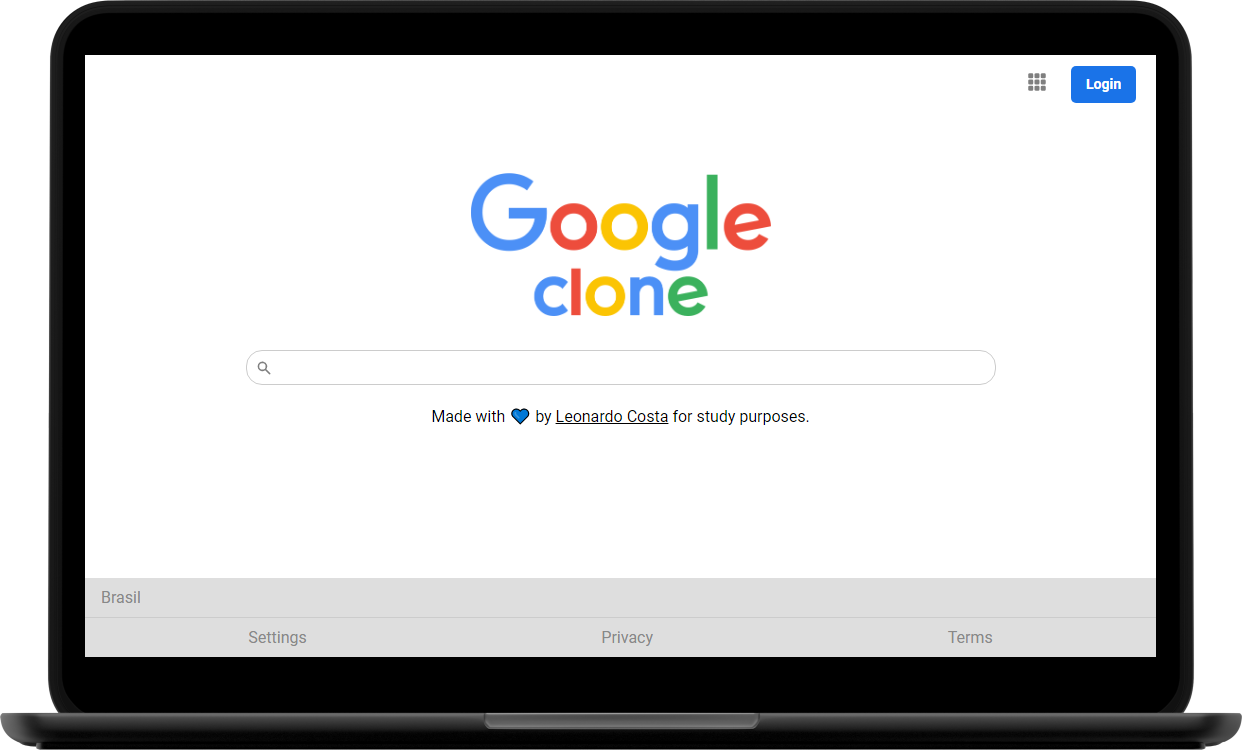 Login
Google
clone
Made with 💙 by Leonardo Costa for study purposes.
Brasil
Settings Privacy Terms